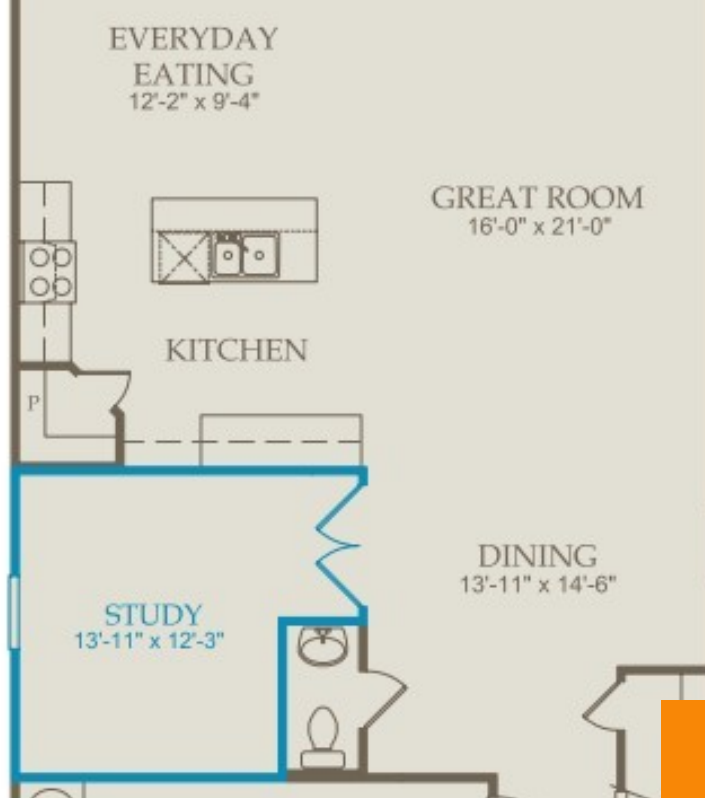 EVERYDAY
EATING
12'-2" x 9'-4"
GREAT ROOM
16'-0" x 21'-0"
KITCHEN
P
DINING
13'-11" x 14'-6"
STUDY
13'-11" x 12'-3"